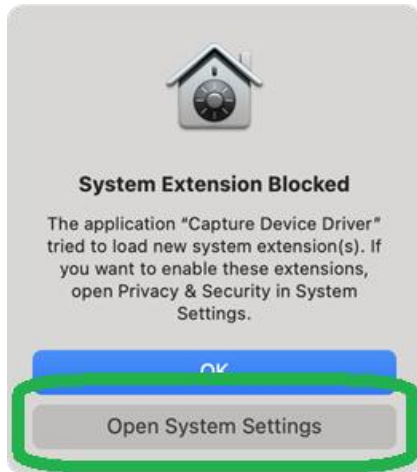 System Extension Blocked
The application "Capture Device Driver"
tried to load new system extension(s). If
you want to enable these extensions,
open Privacy & Security in System
Settings.
OK
Open System Settings